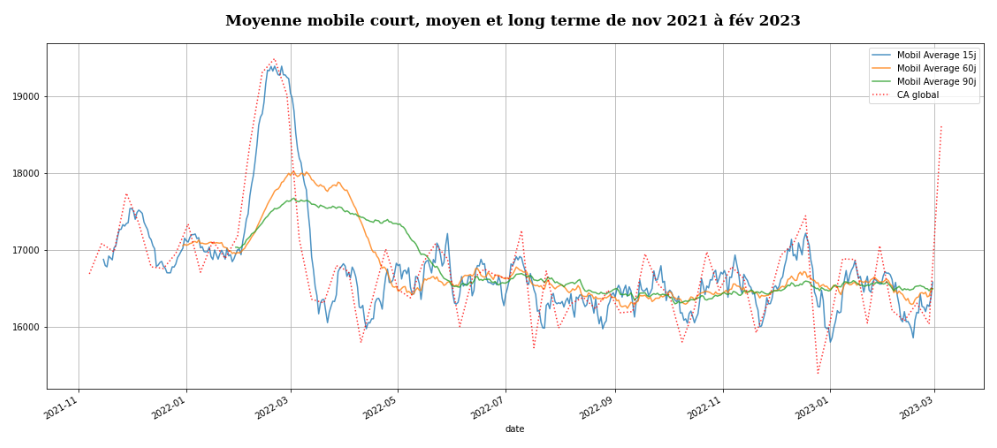 Moyenne mobile court, moyen et long terme de nov 2021 à fév 2023
Mobil Average 15j
Mobil Average 60j
Mobil Average 90j
CA global
19000
18000
17000
16000
2021-11
2022-01
2022-03
2022-05
2022-07
2022-09
2022-11
2023-01
2023-03
date